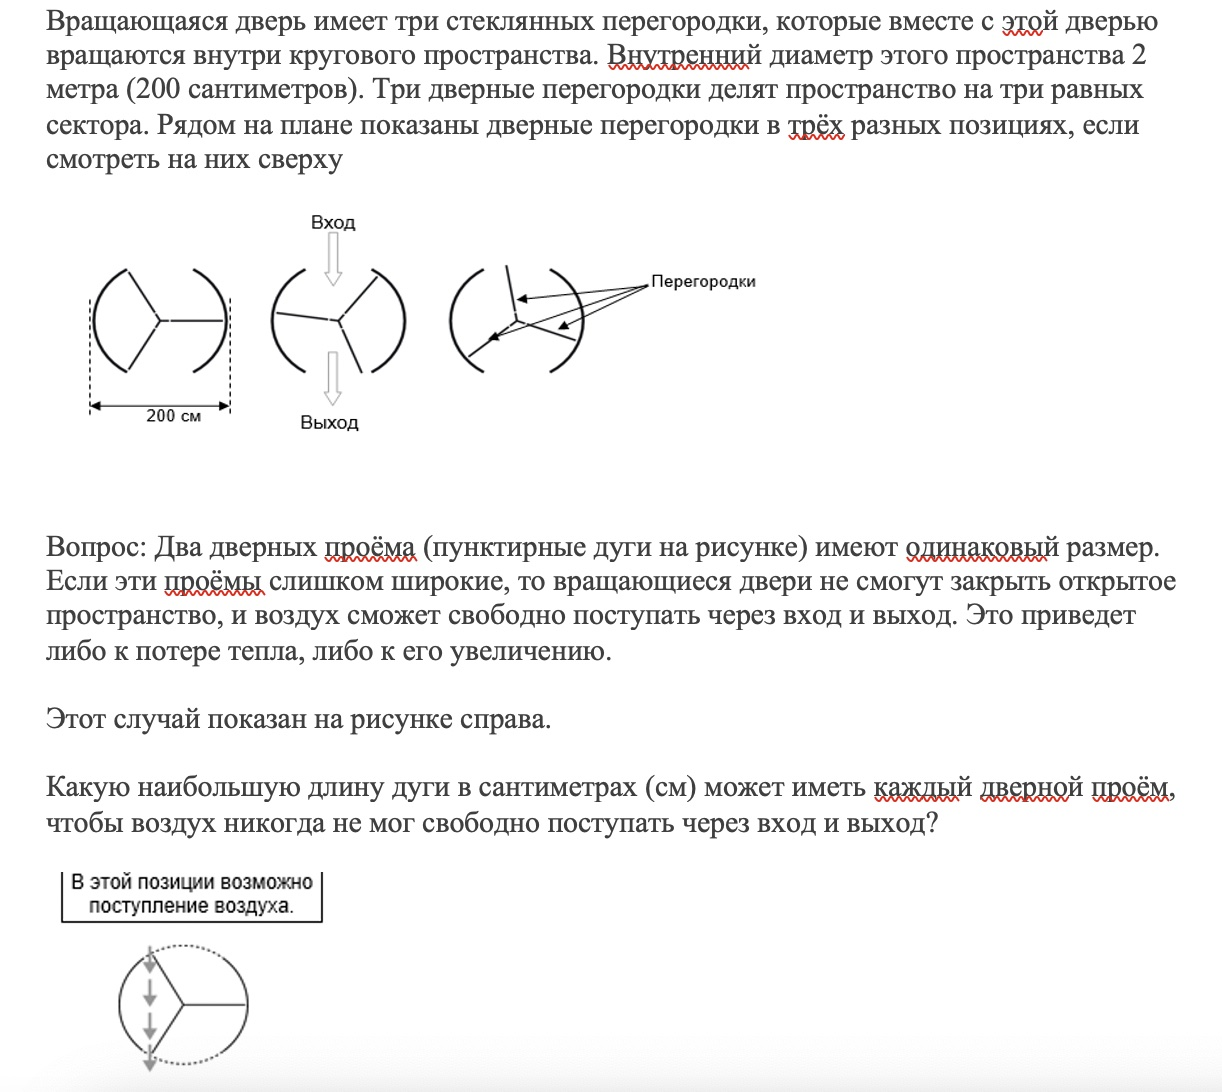 Вращающаяся дверь имеет три стеклянных перегородки, которые вместе с этой дверью
вращаются внутри кругового пространства. Внутренний диаметр этого пространства 2
метра (200 сантиметров). Три дверные перегородки делят пространство на три равных
сектора. Рядом на плане показаны дверные перегородки в трёх разных позициях, если
смотреть на них сверху
Вход
Перегородки
200 см
Выход
Вопрос: Два дверных проёма (пунктирные дуги на рисунке) имеют одинаковый размер.
Если эти проёмы слишком широкие, то вращающиеся двери не смогут закрыть открытое
пространство, и воздух сможет свободно поступать через вход и выход. Это приведет
либо к потере тепла, либо к его увеличению.
Этот случай показан на рисунке справа.
Какую наибольшую длину дуги в сантиметрах (см) может иметь каждый дверной проём,
чтобы воздух никогда не мог свободно поступать через вход и выход?
В этой позиции возможно
поступление воздуха.